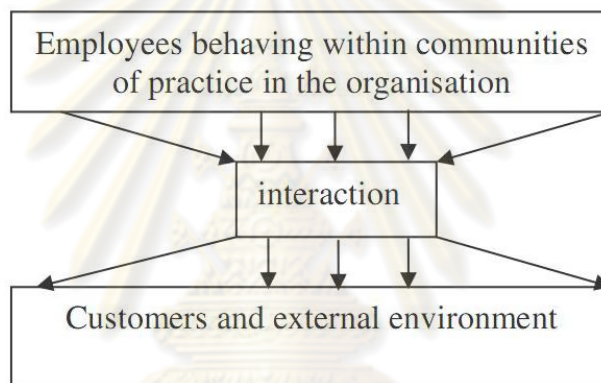 Employees behaving within communities
of practice in the organisation
interaction
Customers and external environment